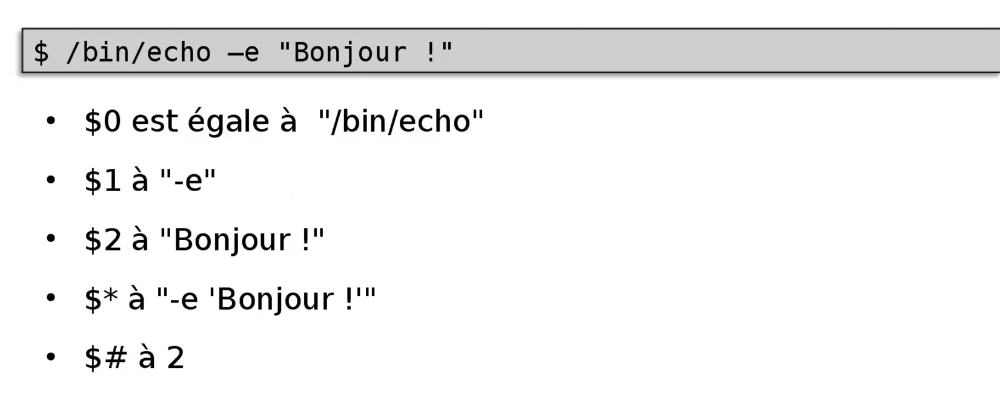 $ /bin/echo –e "Bonjour !"
• $0 est égale à "/bin/echo"
• $1 à "-e"
• $2 à "Bonjour !"
• $* à "-e 'Bonjour !'"
• $# à 2